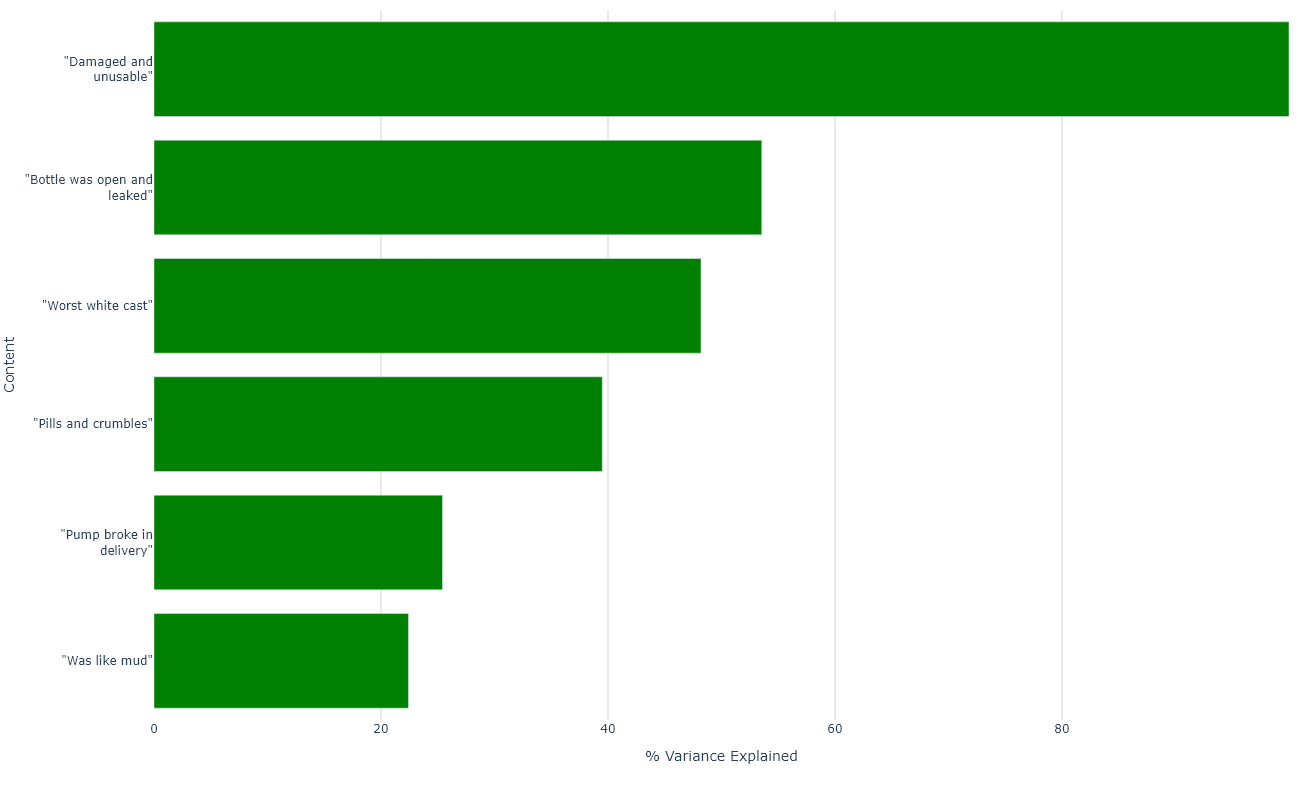 "Damaged and
unusable"
"Bottle was open and
leaked"
"Worst white cast"
"Pills and crumbles"
"Pump broke in
delivery"
"Was like mud"
Content
0 20 40 60 80
% Variance Explained